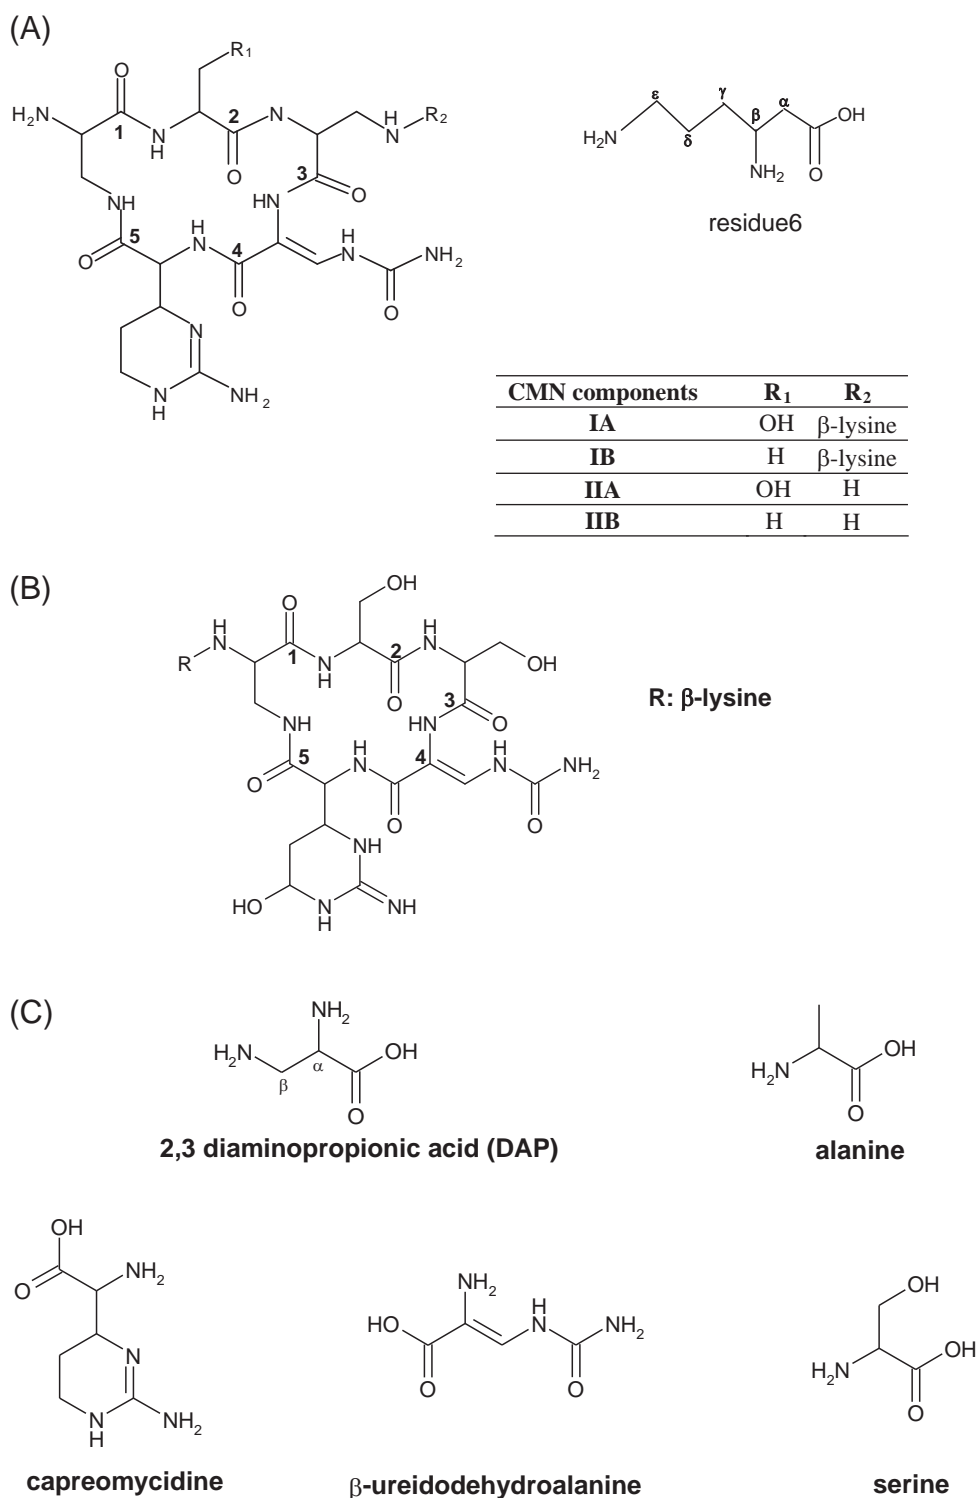 (A)
R1
O
H2N
1
N
H
2
O
N
H
N
R2
3
O
HN
NH
5
O
H
N
4
O
H
N
NH2
O
N
N
H
NH2
ε
γ
β
α
δ
H2N
NH2
OH
O
residue6
CMN components R1 R2
IA OH β-lysine
IB H β-lysine
IIA OH H
IIB H H
(B)
OH
O
H
N
R
1
N
H
2
O
H
N
OH
3
O
HN
NH
5
O
H
N
4
O
H
N
NH2
O
NH
HO
N
H
NH
R: β-lysine
(C)
NH2
H2N
OH
α
β
O
2,3 diaminopropionic acid (DAP)
OH
H2N
O
alanine
OH
O
NH2
N
N
H
NH2
capreomycidine
NH2
HO
H
N
NH2
O
O
β-ureidodehydroalanine
OH
OH
H2N
O
serine